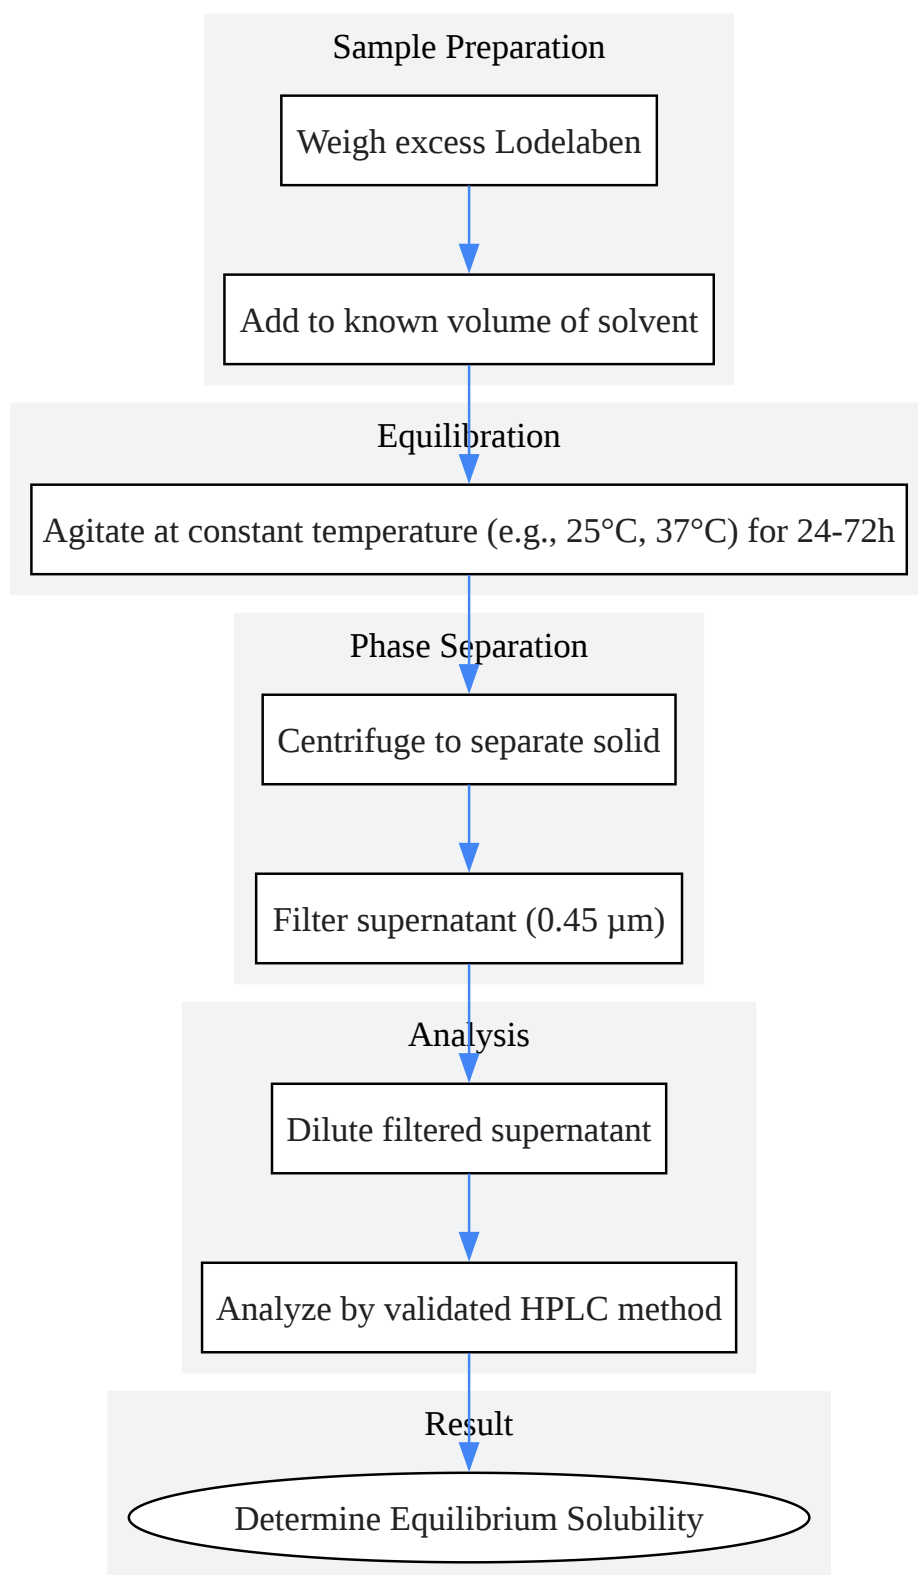 Sample Preparation
Weigh excess Lodelaben
Add to known volume of solvent
Equilibration
Agitate at constant temperature (e.g., 25°C, 37°C) for 24-72h
Phase Separation
Centrifuge to separate solid
Filter supernatant (0.45 µm)
Analysis
Dilute filtered supernatant
Analyze by validated HPLC method
Result
Determine Equilibrium Solubility